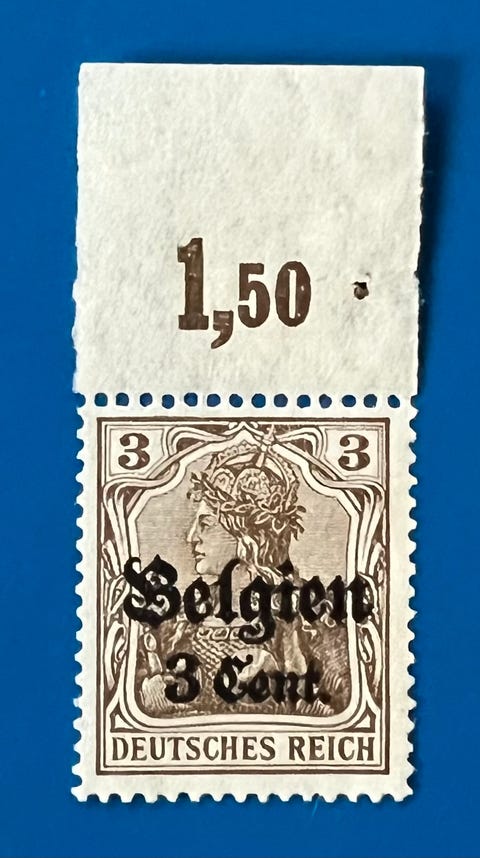 1,50
3 3
Belgien
3 Cent.
DEUTSCHES REICH